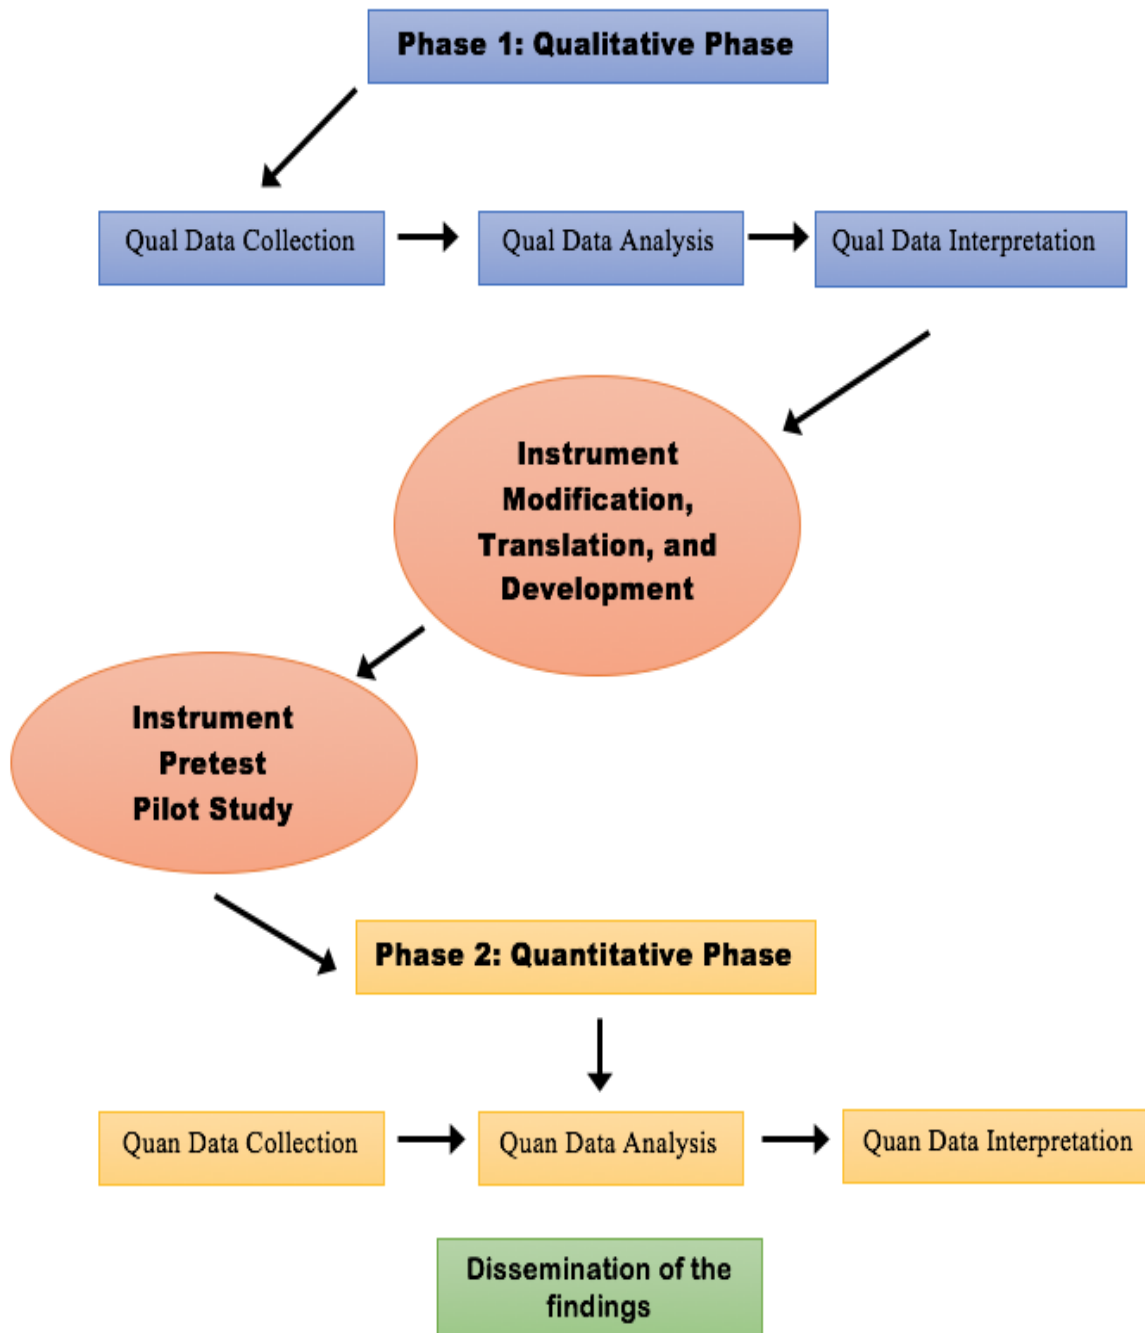 Phase 1: Qualitative Phase
Qual Data Collection
Qual Data Analysis
Qual Data Interpretation
Instrument
Modification,
Translation, and
Development
Instrument
Pretest
Pilot Study
Phase 2: Quantitative Phase
Quan Data Collection
Quan Data Analysis
Quan Data Interpretation
Dissemination of the
findings